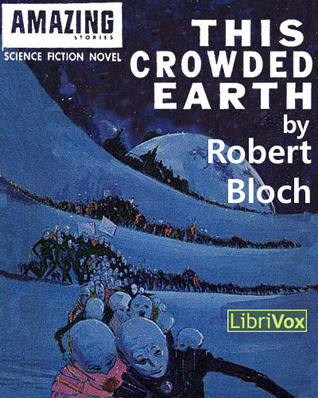 AMAZING
STORIES
SCIENCE FICTION NOVEL
THIS
CROWDED
EARTH
by
Robert
Bloch
LibriVox